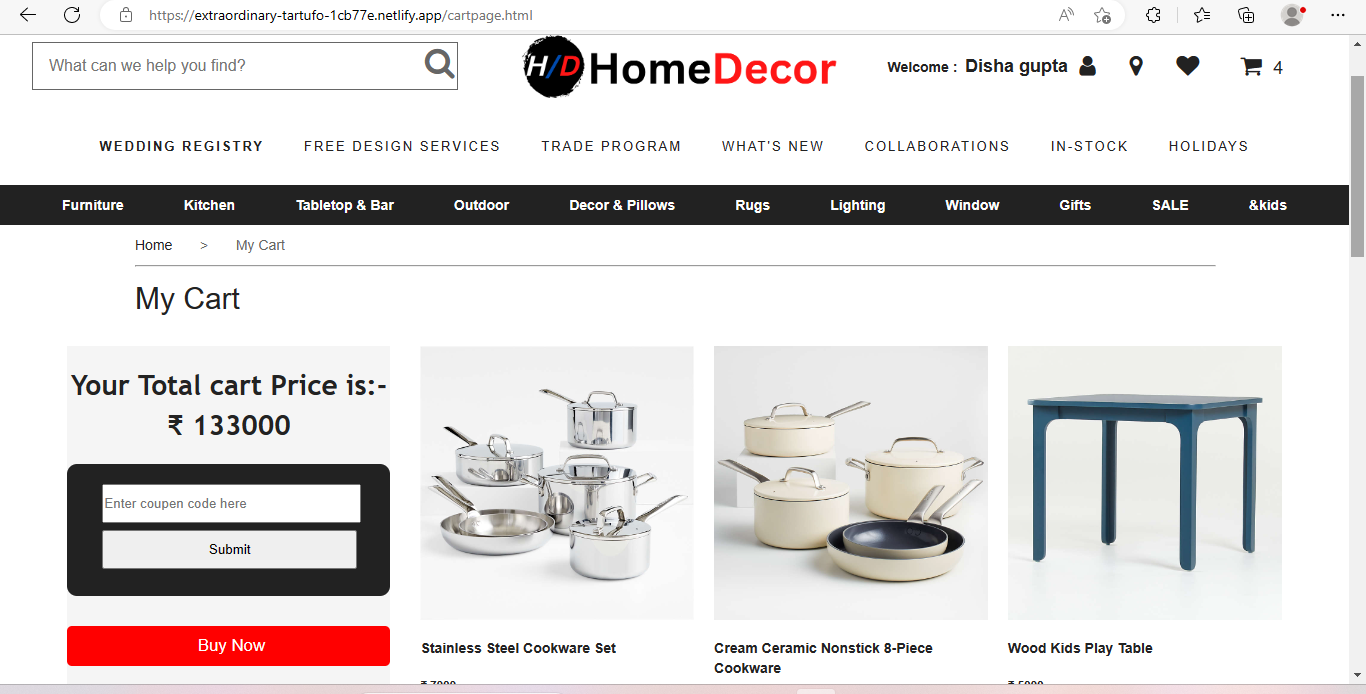 https://extraordinary-tartufo-1cb77e.netlify.app/cartpage.html
What can we help you find?
H/D HomeDecor
Welcome : Disha gupta
4
WEDDING REGISTRY FREE DESIGN SERVICES TRADE PROGRAM WHAT'S NEW COLLABORATIONS IN-STOCK HOLIDAYS
Furniture Kitchen Tabletop & Bar Outdoor Decor & Pillows Rugs Lighting Window Gifts SALE &kids
Home > My Cart
My Cart
Your Total cart Price is:-
₹ 133000
Enter coupen code here
Submit
Buy Now
Stainless Steel Cookware Set
Cream Ceramic Nonstick 8-Piece
Cookware
Wood Kids Play Table